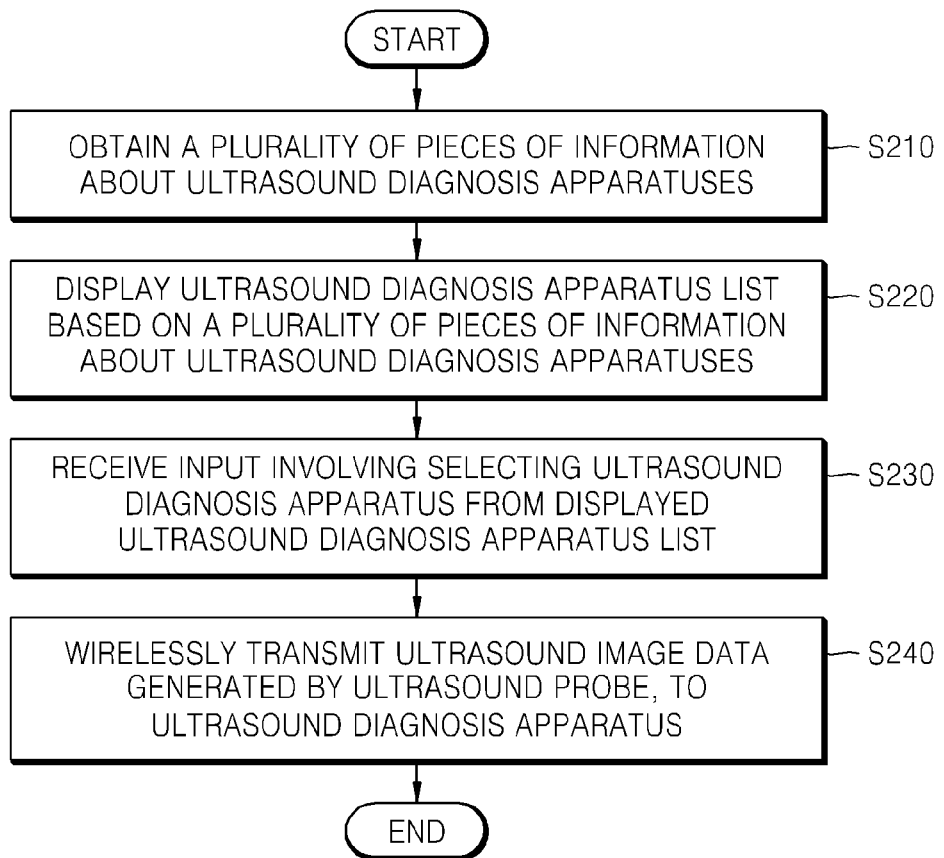 START
OBTAIN A PLURALITY OF PIECES OF INFORMATION
ABOUT ULTRASOUND DIAGNOSIS APPARATUSES
S210
DISPLAY ULTRASOUND DIAGNOSIS APPARATUS LIST
BASED ON A PLURALITY OF PIECES OF INFORMATION
ABOUT ULTRASOUND DIAGNOSIS APPARATUSES
S220
RECEIVE INPUT INVOLVING SELECTING ULTRASOUND
DIAGNOSIS APPARATUS FROM DISPLAYED
ULTRASOUND DIAGNOSIS APPARATUS LIST
S230
WIRELESSLY TRANSMIT ULTRASOUND IMAGE DATA
GENERATED BY ULTRASOUND PROBE, TO
ULTRASOUND DIAGNOSIS APPARATUS
S240
END